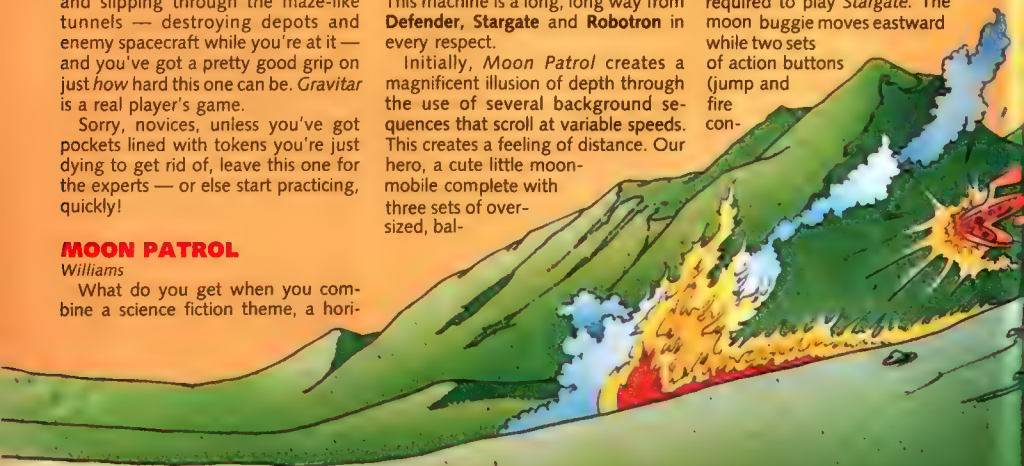 and slipping through the maze-like
tunnels — destroying depots and
enemy spacecraft while you're at it —
and you've got a pretty good grip on
just how hard this one can be. Gravitar
is a real player's game.
Sorry, novices, unless you've got
pockets lined with tokens you're just
dying to get rid of, leave this one for
the experts — or else start practicing,
quickly!
MOON PATROL
Williams
What do you get when you com-
bine a science fiction theme, a hori-
This machine is a long, long way from
Defender, Stargate and Robotron in
every respect.
Initially, Moon Patrol creates a
magnificent illusion of depth through
the use of several background se-
quences that scroll at variable speeds.
This creates a feeling of distance. Our
hero, a cute little moon-
mobile complete with
three sets of over-
sized, bal-
required to play Stargate. The
moon buggie moves eastward
while two sets
of action buttons
(jump and
fire
con-